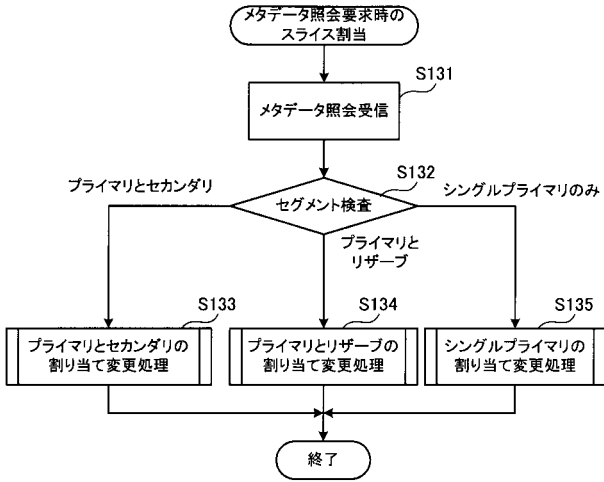 メタデータ照会要求時の
スライス割当
S131
メタデータ照会受信
S132
セグメント検査
プライマリとセカンダリ
プライマリと
リザーブ
シングルプライマリのみ
S133
プライマリとセカンダリの
割り当て変更処理
S134
プライマリとリザーブの
割り当て変更処理
S135
シングルプライマリの
割り当て変更処理
終了